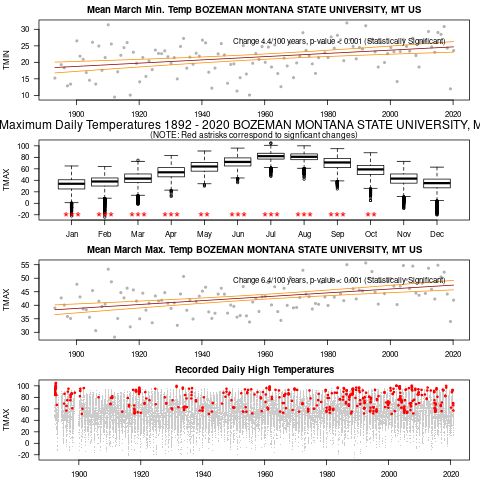 Mean March Min. Temp BOZEMAN MONTANA STATE UNIVERSITY, MT US
TMIN
30
25
20
15
10
Change 4.4/100 years, p-value < 0.001 (Statistically Significant)
1900 1920 1940 1960 1980 2000 2020
Maximum Daily Temperatures 1892 - 2020 BOZEMAN MONTANA STATE UNIVERSITY, M
(NOTE: Red astrisks correspond to signficant changes)
TMAX
100
80
60
40
20
0
-20
*** *** *** *** ** *** *** *** *** **
Jan Feb Mar Apr May Jun Jul Aug Sep Oct Nov Dec
Mean March Max. Temp BOZEMAN MONTANA STATE UNIVERSITY, MT US
TMAX
55
50
45
40
35
30
Change 6.4/100 years, p-value < 0.001 (Statistically Significant)
1900 1920 1940 1960 1980 2000 2020
Recorded Daily High Temperatures
TMAX
100
80
60
40
20
0
-20
1900 1920 1940 1960 1980 2000 2020